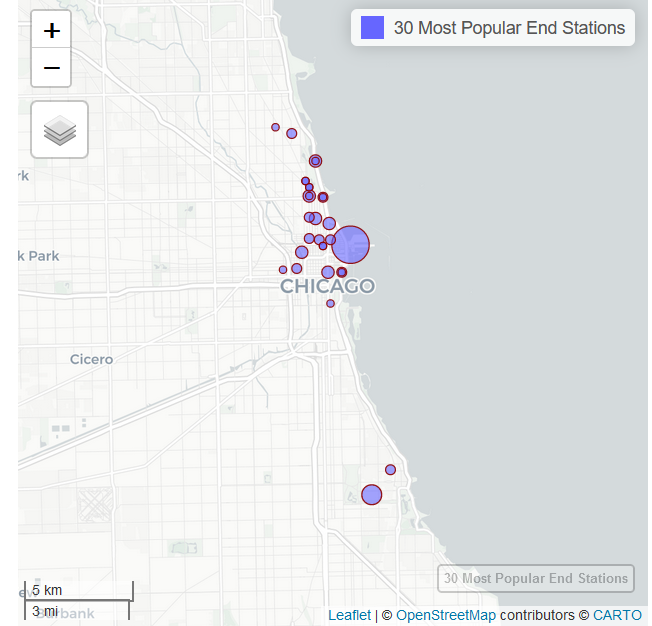 +
30 Most Popular End Stations
−
rk
k Park
CHICAGO
Cicero
30 Most Popular End Stations
5 km
3 mi
Burbank
Leaflet | © OpenStreetMap contributors © CARTO